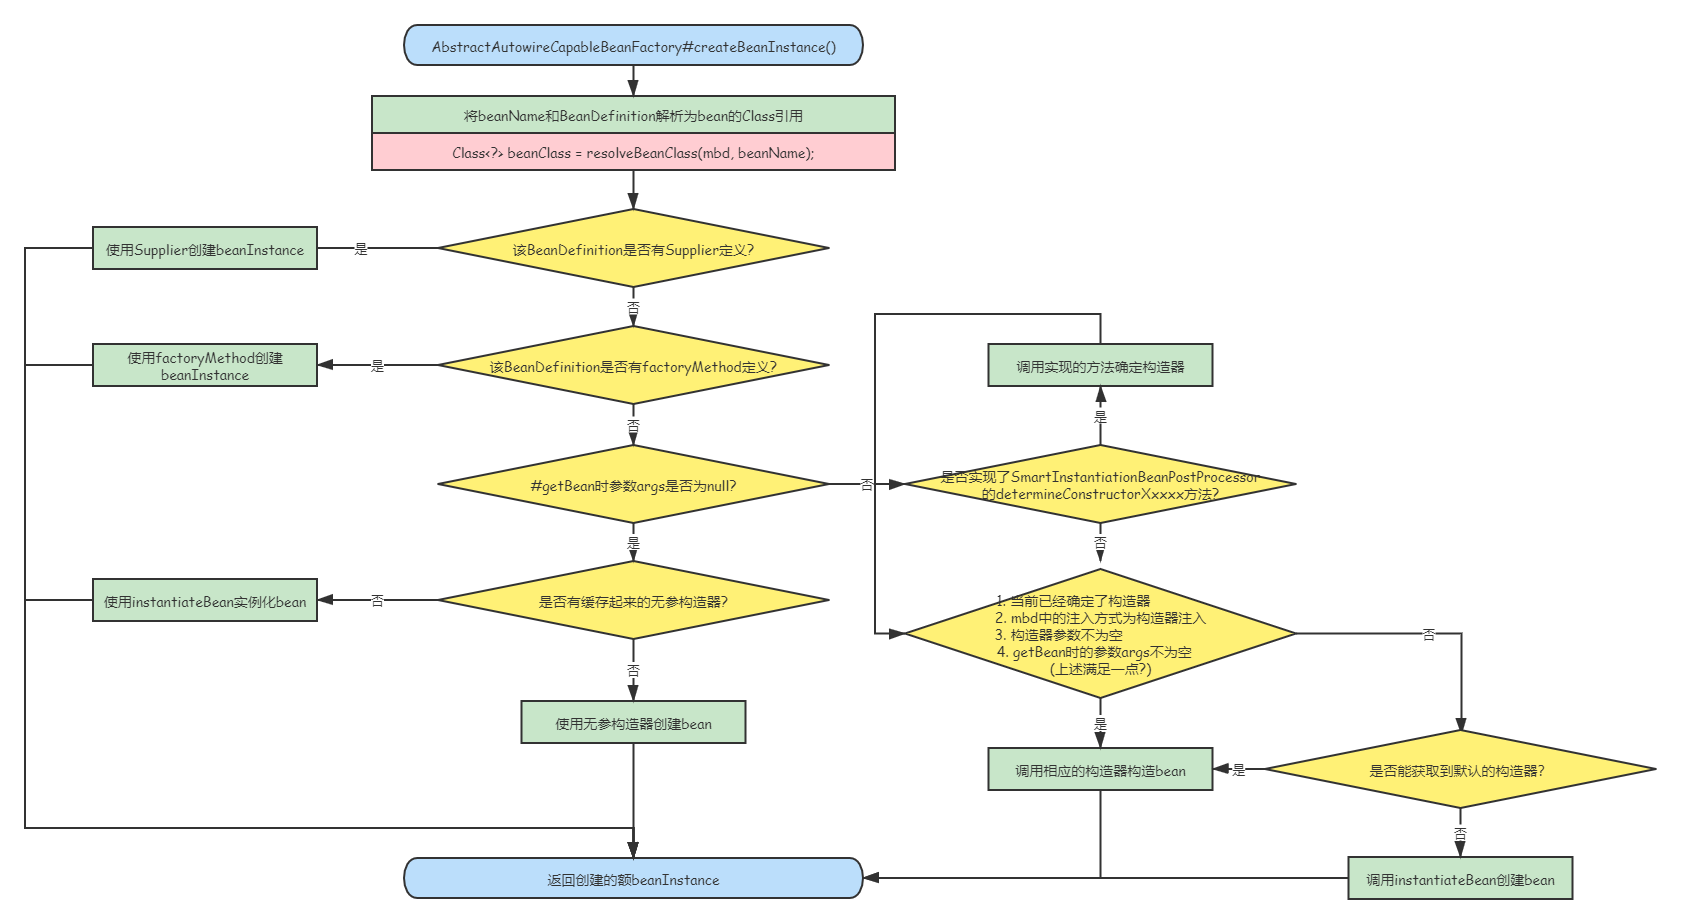 AbstractAutowireCapableBeanFactory#createBeanInstance()
将beanName和BeanDefinition解析为bean的Class引用
Class<?> beanClass = resolveBeanClass(mbd, beanName);
该BeanDefinition是否有Supplier定义?
是
使用Supplier创建beanInstance
否
该BeanDefinition是否有factoryMethod定义?
是
使用factoryMethod创建
beanInstance
否
#getBean时参数args是否为null?
否
是否实现了SmartInstantiationBeanPostProcessor
的determineConstructorXxxxx方法?
是
调用实现的方法确定构造器
是
否
是否有缓存起来的无参构造器?
否
使用instantiateBean实例化bean
否
使用无参构造器创建bean
1. 当前已经确定了构造器
2. mbd中的注入方式为构造器注入
3. 构造器参数不为空
4. getBean时的参数args不为空
(上述满足一点?)
否
是
调用相应的构造器构造bean
是
是否能获取到默认的构造器?
否
调用instantiateBean创建bean
返回创建的额beanInstance